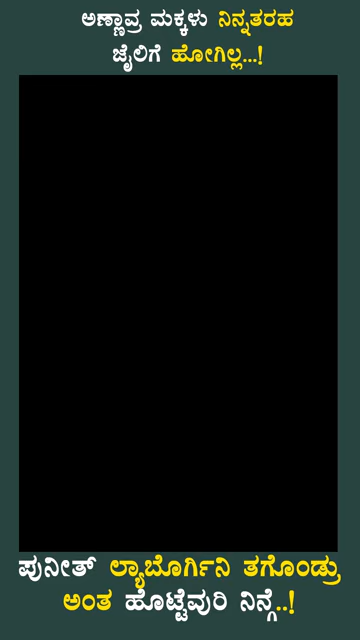 ಅಣ್ಣಾವ್ರ ಮಕ್ಕಳು ನಿನ್ನತರಹ
ಜೈಲಿಗೆ ಹೋಗಿಲ್ಲ...!
ಪುನೀತ್ ಲ್ಯಾಬೊರ್ಗಿನಿ ತಗೊಂಡ್ರು
ಅಂತ ಹೊಟ್ಟೆವುರಿ ನಿನ್ಗೆ..!